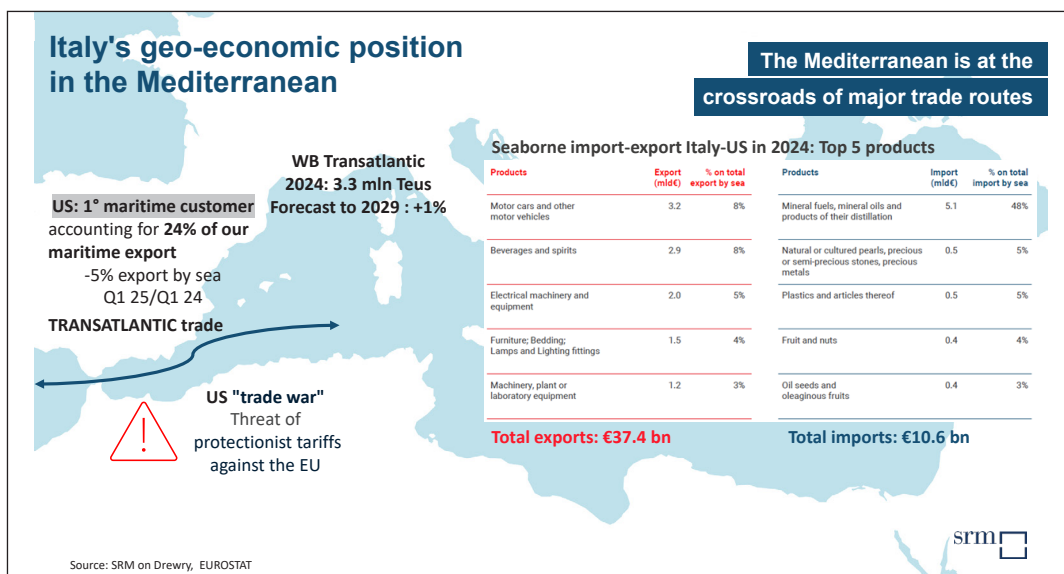 Italy's geo-economic position
in the Mediterranean
The Mediterranean is at the
crossroads of major trade routes
WB Transatlantic
2024: 3.3 mln Teus
Forecast to 2029 : +1%
US: 1° maritime customer
accounting for 24% of our
maritime export
-5% export by sea
Q1 25/Q1 24
TRANSATLANTIC trade
US "trade war"
Threat of
protectionist tariffs
against the EU
Seaborne import-export Italy-US in 2024: Top 5 products
Products Export (mld€) % on total export by sea
Motor cars and other
motor vehicles 3.2 8%
Beverages and spirits 2.9 8%
Electrical machinery and
equipment 2.0 5%
Furniture; Bedding;
Lamps and Lighting fittings 1.5 4%
Machinery, plant or
laboratory equipment 1.2 3%
Total exports: €37.4 bn
Products Import (mld€) % on total import by sea
Mineral fuels, mineral oils and
products of their distillation 5.1 48%
Natural or cultured pearls, precious
or semi-precious stones, precious
metals 0.5 5%
Plastics and articles thereof 0.5 5%
Fruit and nuts 0.4 4%
Oil seeds and
oleaginous fruits 0.4 3%
Total imports: €10.6 bn
srm
Source: SRM on Drewry, EUROSTAT